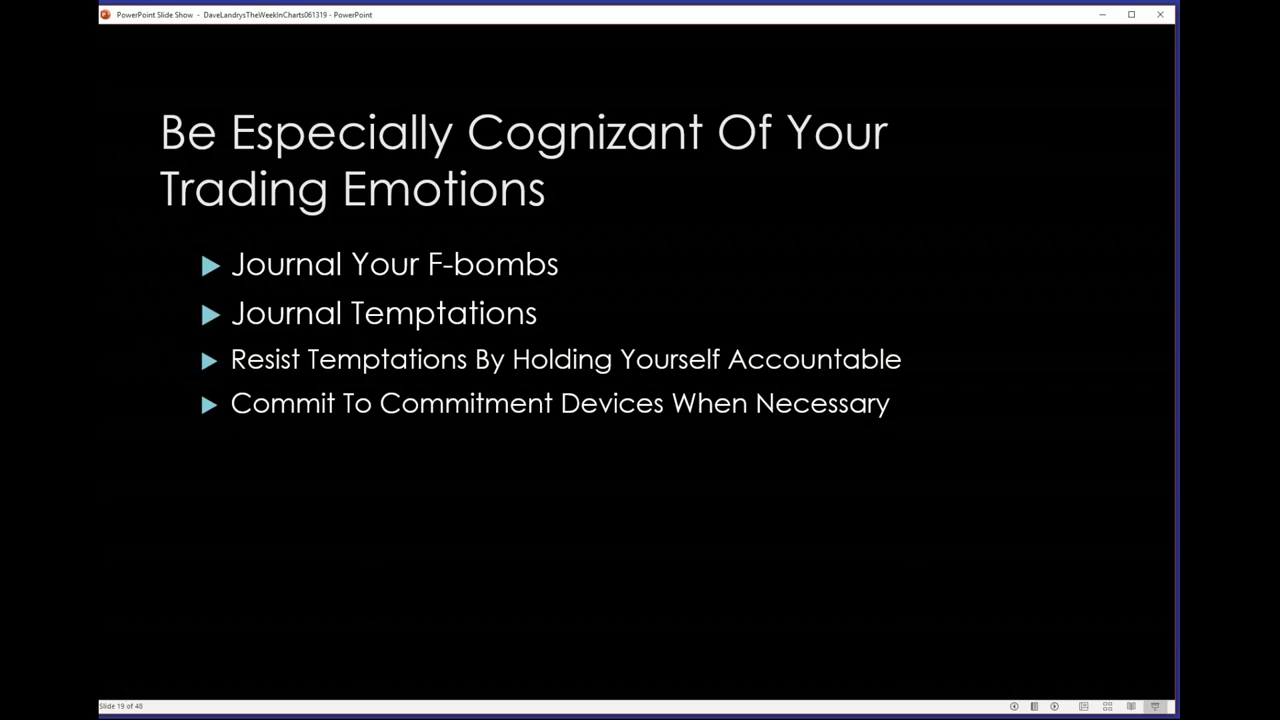 PowerPoint Slide Show - DaveLandrysTheWeekInCharts061319 - PowerPoint
Be Especially Cognizant Of Your
Trading Emotions
Journal Your F-bombs
Journal Temptations
Resist Temptations By Holding Yourself Accountable
Commit To Commitment Devices When Necessary
Slide 19 of 48